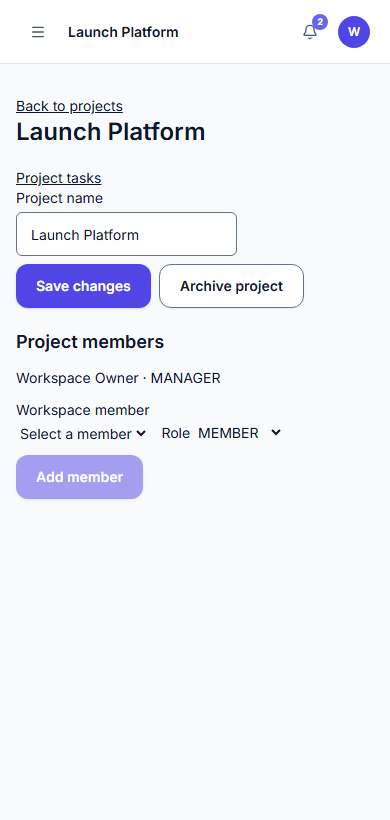 Launch Platform
2
W
Back to projects
Launch Platform
Project tasks
Project name
Launch Platform
Save changes
Archive project
Project members
Workspace Owner · MANAGER
Workspace member
Select a member Role MEMBER
Add member